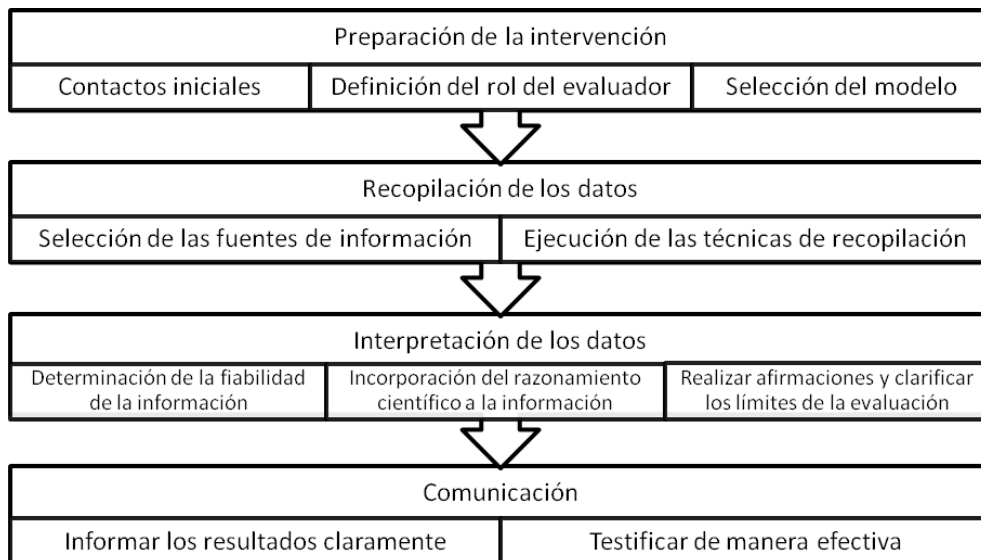 Preparación de la intervención
Contactos iniciales
Definición del rol del evaluador
Selección del modelo
Recopilación de los datos
Selección de las fuentes de información
Ejecución de las técnicas de recopilación
Interpretación de los datos
Determinación de la fiabilidad
de la información
Incorporación del razonamiento
científico a la información
Realizar afirmaciones y clarificar
los límites de la evaluación
Comunicación
Informar los resultados claramente
Testificar de manera efectiva